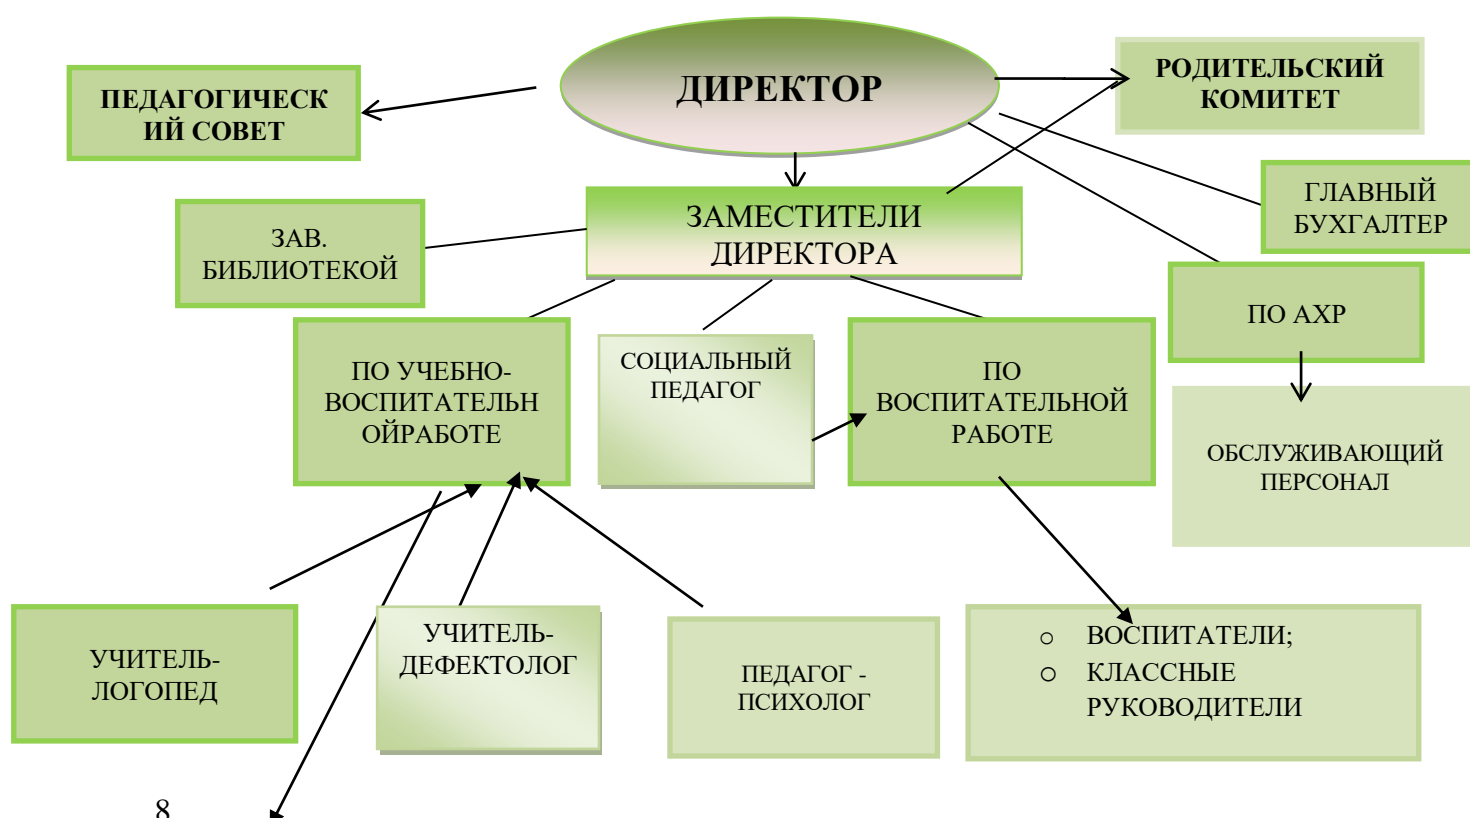 ДИРЕКТОР
РОДИТЕЛЬСКИЙ
КОМИТЕТ
ПЕДАГОГИЧЕСК
ИЙ СОВЕТ
ЗАМЕСТИТЕЛИ
ДИРЕКТОРА
ГЛАВНЫЙ
БУХГАЛТЕР
ЗАВ.
БИБЛИОТЕКОЙ
ПО АХР
ПО УЧЕБНО-
ВОСПИТАТЕЛЬН
ОЙРАБОТЕ
СОЦИАЛЬНЫЙ
ПЕДАГОГ
ПО
ВОСПИТАТЕЛЬНОЙ
РАБОТЕ
ОБСЛУЖИВАЮЩИЙ
ПЕРСОНАЛ
УЧИТЕЛЬ-
ЛОГОПЕД
УЧИТЕЛЬ-
ДЕФЕКТОЛОГ
ПЕДАГОГ -
ПСИХОЛОГ
o ВОСПИТАТЕЛИ;
o КЛАССНЫЕ
РУКОВОДИТЕЛИ
8